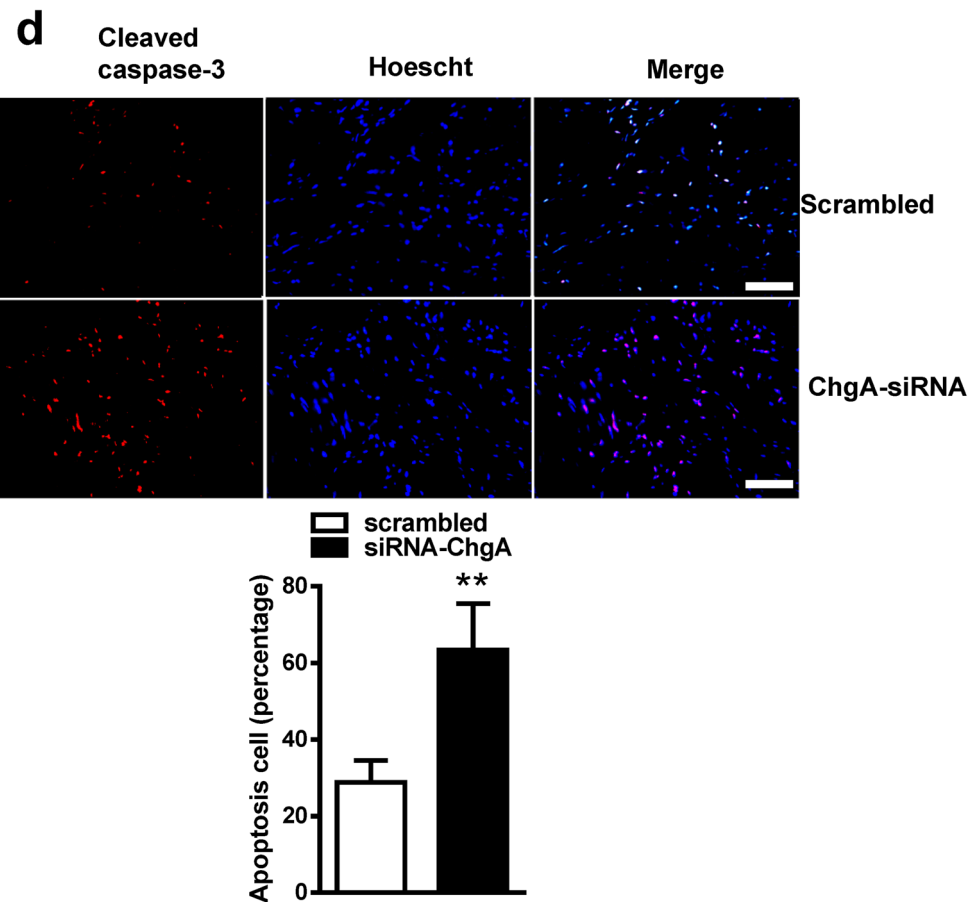 d
Cleaved
caspase-3
Hoescht
Merge
Scrambled
ChgA-siRNA
scrambled
siRNA-ChgA
**
Apoptosis cell (percentage)
80
60
40
20
0